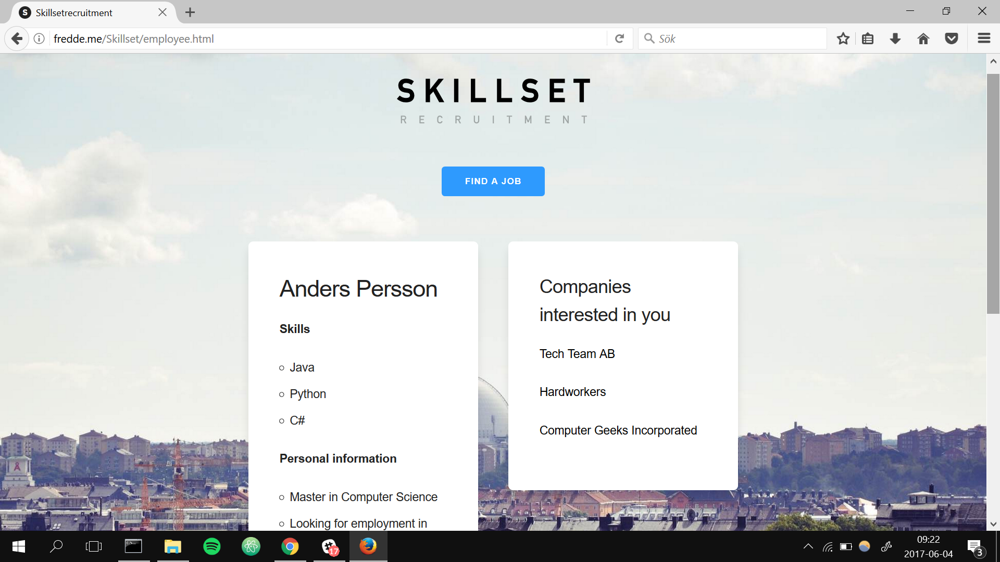 S Skillsetrecruitment
fredde.me/Skillset/employee.html
Sök
SKILLSET
RECRUITMENT
FIND A JOB
Anders Persson
Skills
Java
Python
C#
Personal information
Master in Computer Science
Looking for employment in
Companies
interested in you
Tech Team AB
Hardworkers
Computer Geeks Incorporated
17
09:22
2017-06-04
3